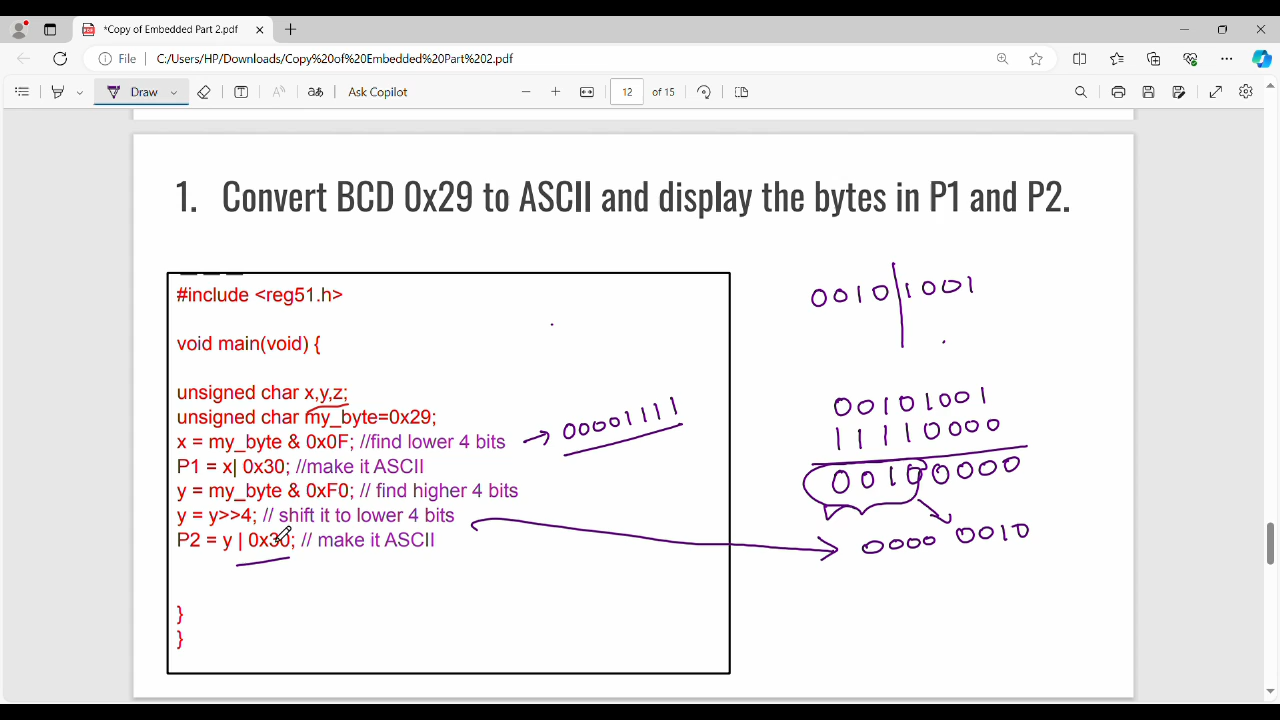 *Copy of Embedded Part 2.pdf
File C:/Users/HP/Downloads/Copy%20of%20Embedded%20Part%202.pdf
Draw Ask Copilot 12 of 15
1. Convert BCD 0x29 to ASCII and display the bytes in P1 and P2.
#include <reg51.h>
void main(void) {
unsigned char x,y,z;
unsigned char my_byte=0x29;
x = my_byte & 0x0F; //find lower 4 bits
P1 = x| 0x30; //make it ASCII
y = my_byte & 0xF0; // find higher 4 bits
y = y>>4; // shift it to lower 4 bits
P2 = y | 0x30; // make it ASCII
}
}
00001111
0010 1001
00101001
11110000
00100000
0000 0010